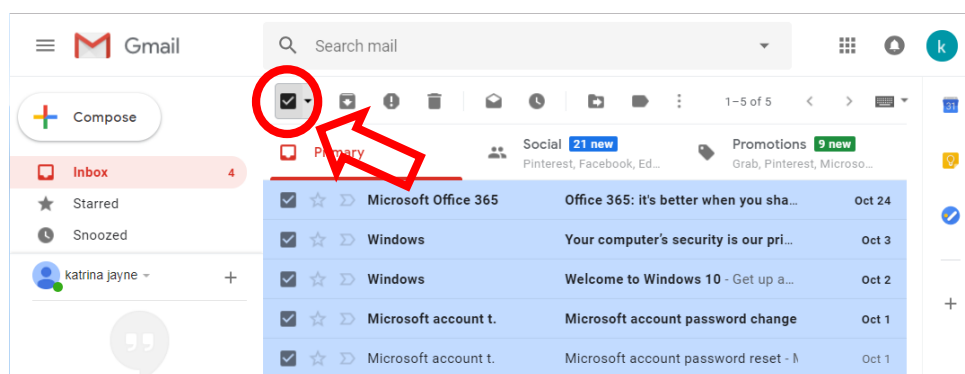 Gmail
Search mail
k
Compose
1–5 of 5
31
Primary
Social 21 new
Pinterest, Facebook, Ed...
Promotions 9 new
Grab, Pinterest, Microso...
Inbox 4
Starred
Snoozed
katrina jayne
Microsoft Office 365 Office 365: it's better when you sha... Oct 24
Windows Your computer's security is our pri... Oct 3
Windows Welcome to Windows 10 - Get up a... Oct 2
Microsoft account t. Microsoft account password change Oct 1
Microsoft account t. Microsoft account password reset - Oct 1